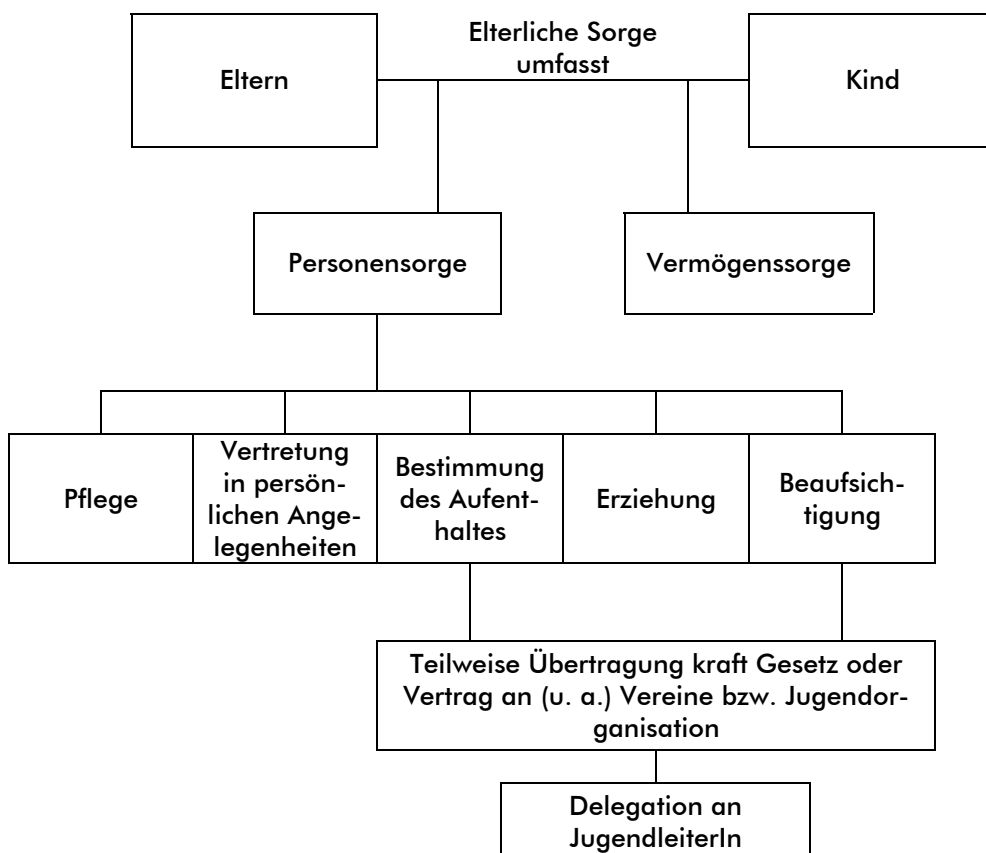 Elterliche Sorge
umfasst
Eltern
Kind
Personensorge
Vermögenssorge
Pflege
Vertretung
in persön-
lichen Ange-
legenheiten
Bestimmung
des Aufent-
haltes
Erziehung
Beaufsich-
tigung
Teilweise Übertragung kraft Gesetz oder
Vertrag an (u. a.) Vereine bzw. Jugendor-
ganisation
Delegation an
JugendleiterIn